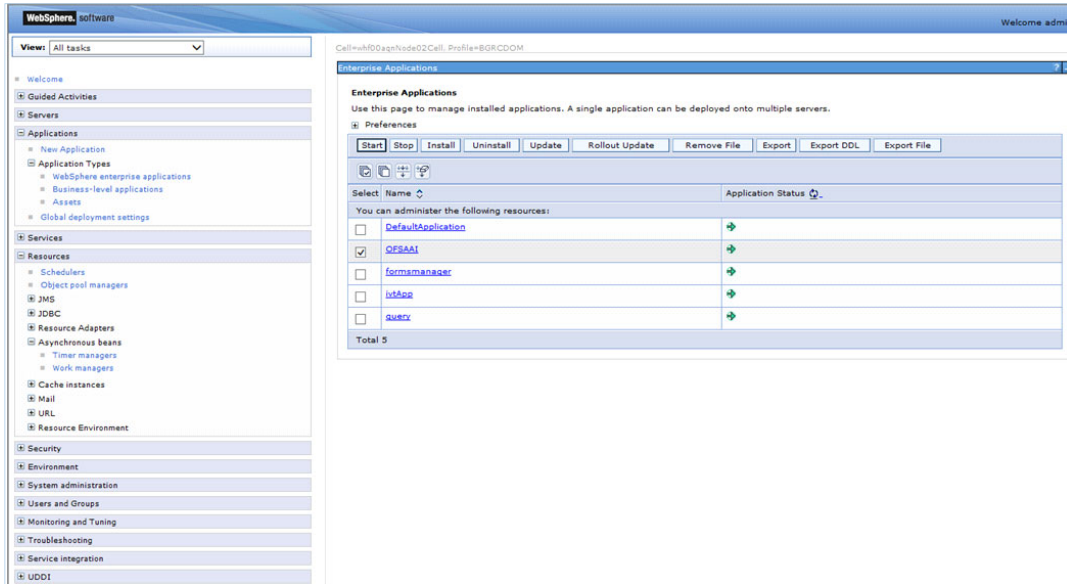 WebSphere. software
Welcome admi
View: All tasks
Cell=whf00aqnNode02Cell, Profile=BGRCDOM
Welcome
Guided Activities
Servers
Applications
New Application
Application Types
WebSphere enterprise applications
Business-level applications
Assets
Global deployment settings
Services
Resources
Schedulers
Object pool managers
JMS
JDBC
Resource Adapters
Asynchronous beans
Timer managers
Work managers
Cache instances
Mail
URL
Resource Environment
Security
Environment
System administration
Users and Groups
Monitoring and Tuning
Troubleshooting
Service integration
UDDI
Enterprise Applications
?
Enterprise Applications
Use this page to manage installed applications. A single application can be deployed onto multiple servers.
Preferences
Start Stop Install Uninstall Update Rollout Update Remove File Export Export DDL Export File
Select Name Application Status
You can administer the following resources:
DefaultApplication
OFSAAI
formsmanager
ivtApp
query
Total 5